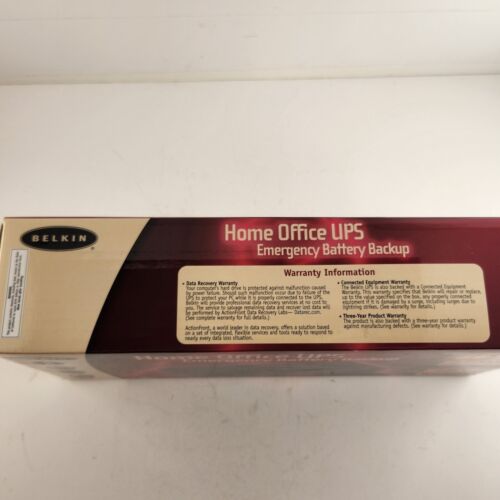 BELKIN
Home Office UPS
Emergency Battery Backup
Warranty Information
• Data Recovery Warranty
Your computer's hard drive is protected against malfunction caused
by power failure. Should such malfunction occur due to failure of the
UPS to protect your PC while it is properly connected to the UPS,
Belkin will provide professional data recovery services at no cost to
you. The service to salvage remaining data and recover lost data will
be performed by ActionFront Data Recovery Labs— Datarec.com.
(See complete warranty for full details.)
ActionFront, a world leader in data recovery, offers a solution based
on a set of integrated, flexible services and tools ready to respond to
nearly every data loss situation.
• Connected Equipment Warranty
The Belkin UPS is also backed with a Connected Equipment
Warranty. This warranty specifies that Belkin will repair or replace,
up to the value specified on the box, any properly connected
equipment if it is damaged by a surge, including surges due to
lightning strikes. (See warranty for details.)
• Three-Year Product Warranty
The product is also backed with a three-year product warranty
against manufacturing defects. (See warranty for details.)
Home Office UPS